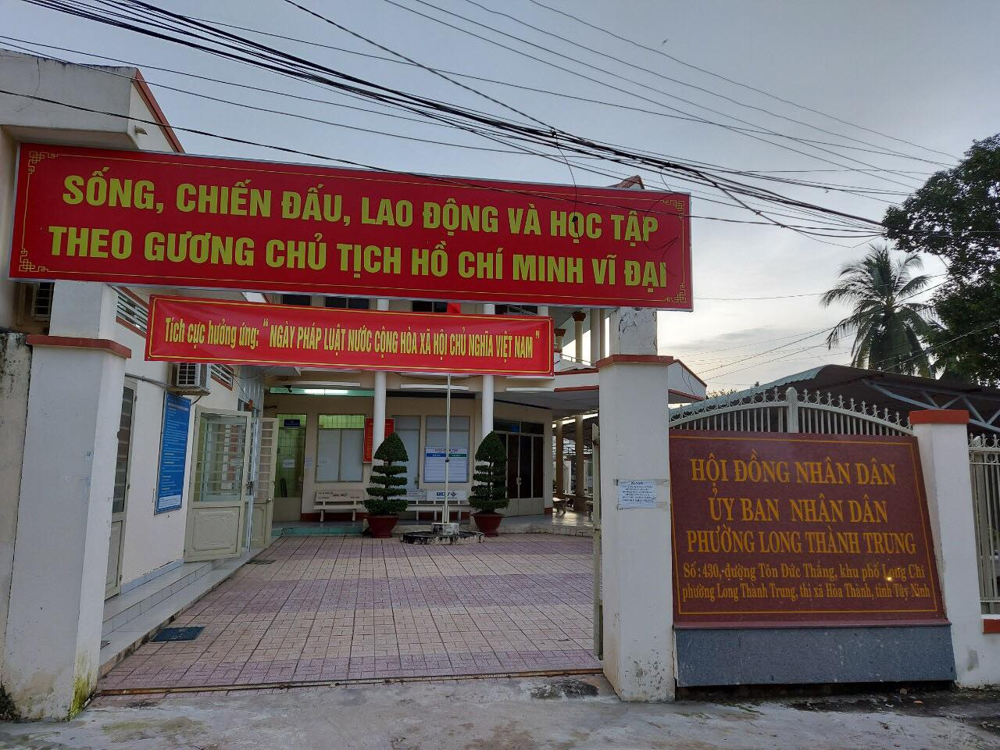 SỐNG, CHIẾN ĐẤU, LAO ĐỘNG VÀ HỌC TẬP
THEO GƯƠNG CHỦ TỊCH HỒ CHÍ MINH VĨ ĐẠI
Tích cực hưởng ứng: "NGÀY PHÁP LUẬT NƯỚC CỘNG HÒA XÃ HỘI CHỦ NGHĨA VIỆT NAM"
BIDV
HỘI ĐỒNG NHÂN DÂN
ỦY BAN NHÂN DÂN
PHƯỜNG LONG THÀNH TRUNG
Số: 430, đường Tôn Đức Thắng, khu phố Long Chí
phường Long Thành Trung, thị xã Hòa Thành, tỉnh Tây Ninh